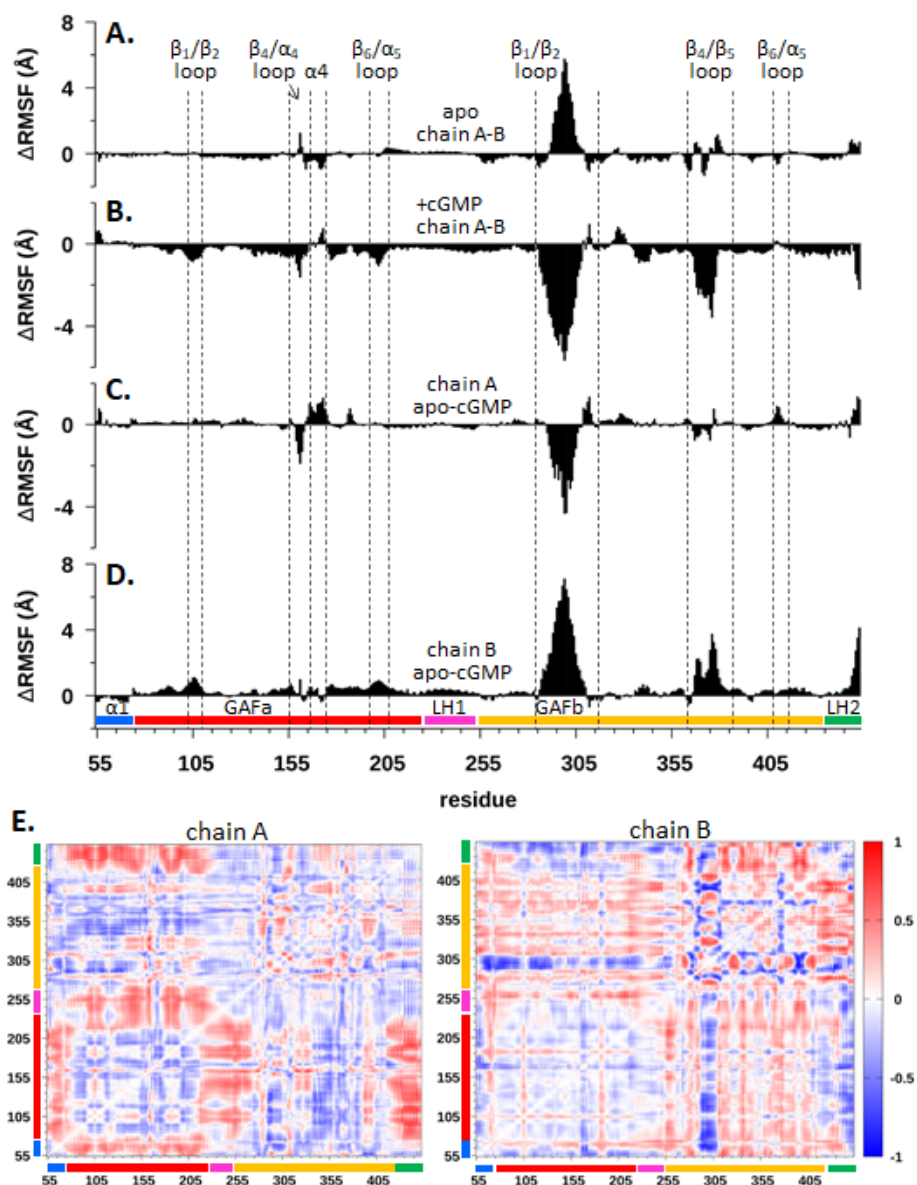 A.
β1/β2
loop
β4/α4
loop
α4
β6/α5
loop
β1/β2
loop
β4/β5
loop
β6/α5
loop
apo
chain A-B
ΔRMSF (Å)
8
4
0
B.
+cGMP
chain A-B
ΔRMSF (Å)
0
-4
C.
chain A
apo-cGMP
ΔRMSF (Å)
0
-4
D.
chain B
apo-cGMP
ΔRMSF (Å)
8
4
0
α1 GAFa LH1 GAFb LH2
55 105 155 205 255 305 355 405
residue
E.
chain A
405
355
305
255
205
155
105
55
55 105 155 205 255 305 355 405
chain B
405
355
305
255
205
155
105
55
55 105 155 205 255 305 355 405
1
0.5
0
-0.5
-1